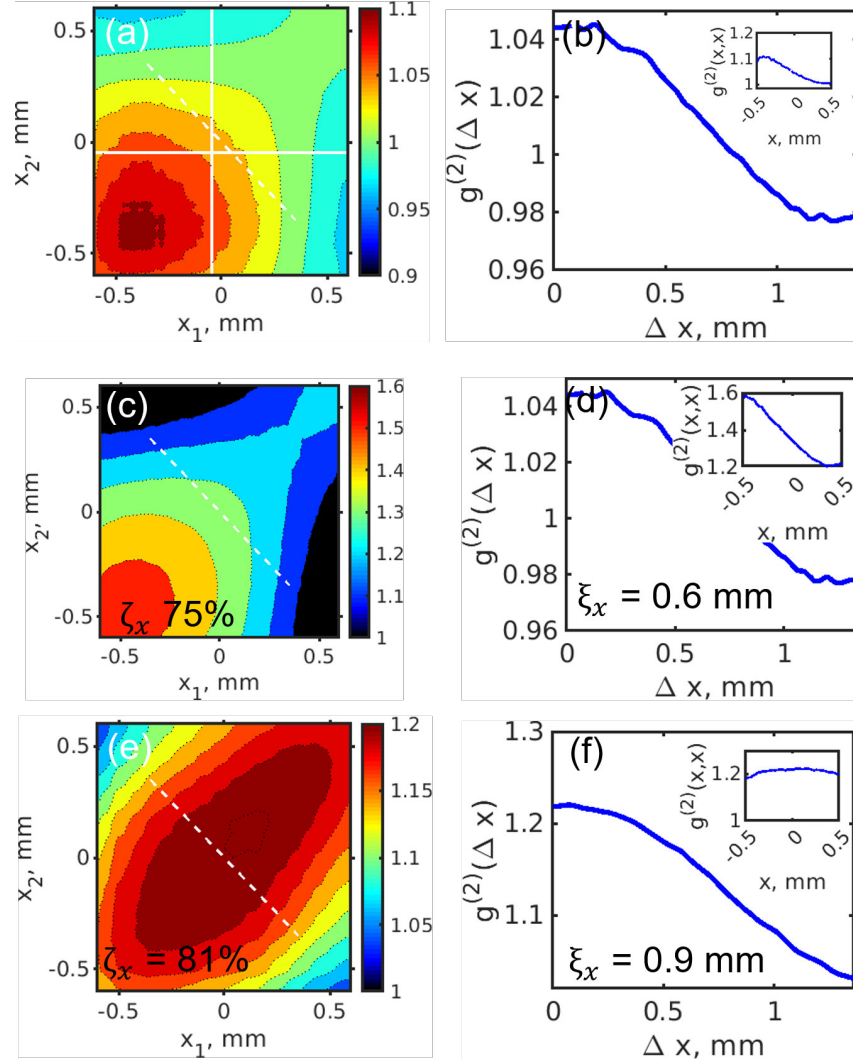 (a)
0.5
0
-0.5
x2, mm
-0.5
0
0.5
x1, mm
1.1
1.05
1
0.95
0.9
(b)
1.04
1.02
1
0.98
0.96
g(2)(Δ x)
0
0.5
1
Δ x, mm
1.2
1.1
1
g(2)(x,x)
-0.5
0
0.5
x, mm
(c)
0.5
0
-0.5
x2, mm
ζx 75%
-0.5
0
0.5
x1, mm
1.6
1.5
1.4
1.3
1.2
1.1
1
(d)
1.04
1.02
1
0.98
0.96
g(2)(Δ x)
ξx = 0.6 mm
0
0.5
1
Δ x, mm
1.6
1.4
1.2
g(2)(x,x)
-0.5
0
0.5
x, mm
(e)
0.5
0
-0.5
x2, mm
ζx = 81%
-0.5
0
0.5
x1, mm
1.2
1.15
1.1
1.05
1
(f)
1.3
1.2
1.1
g(2)(Δ x)
ξx = 0.9 mm
0
0.5
1
Δ x, mm
1.2
1
g(2)(x,x)
-0.5
0
0.5
x, mm